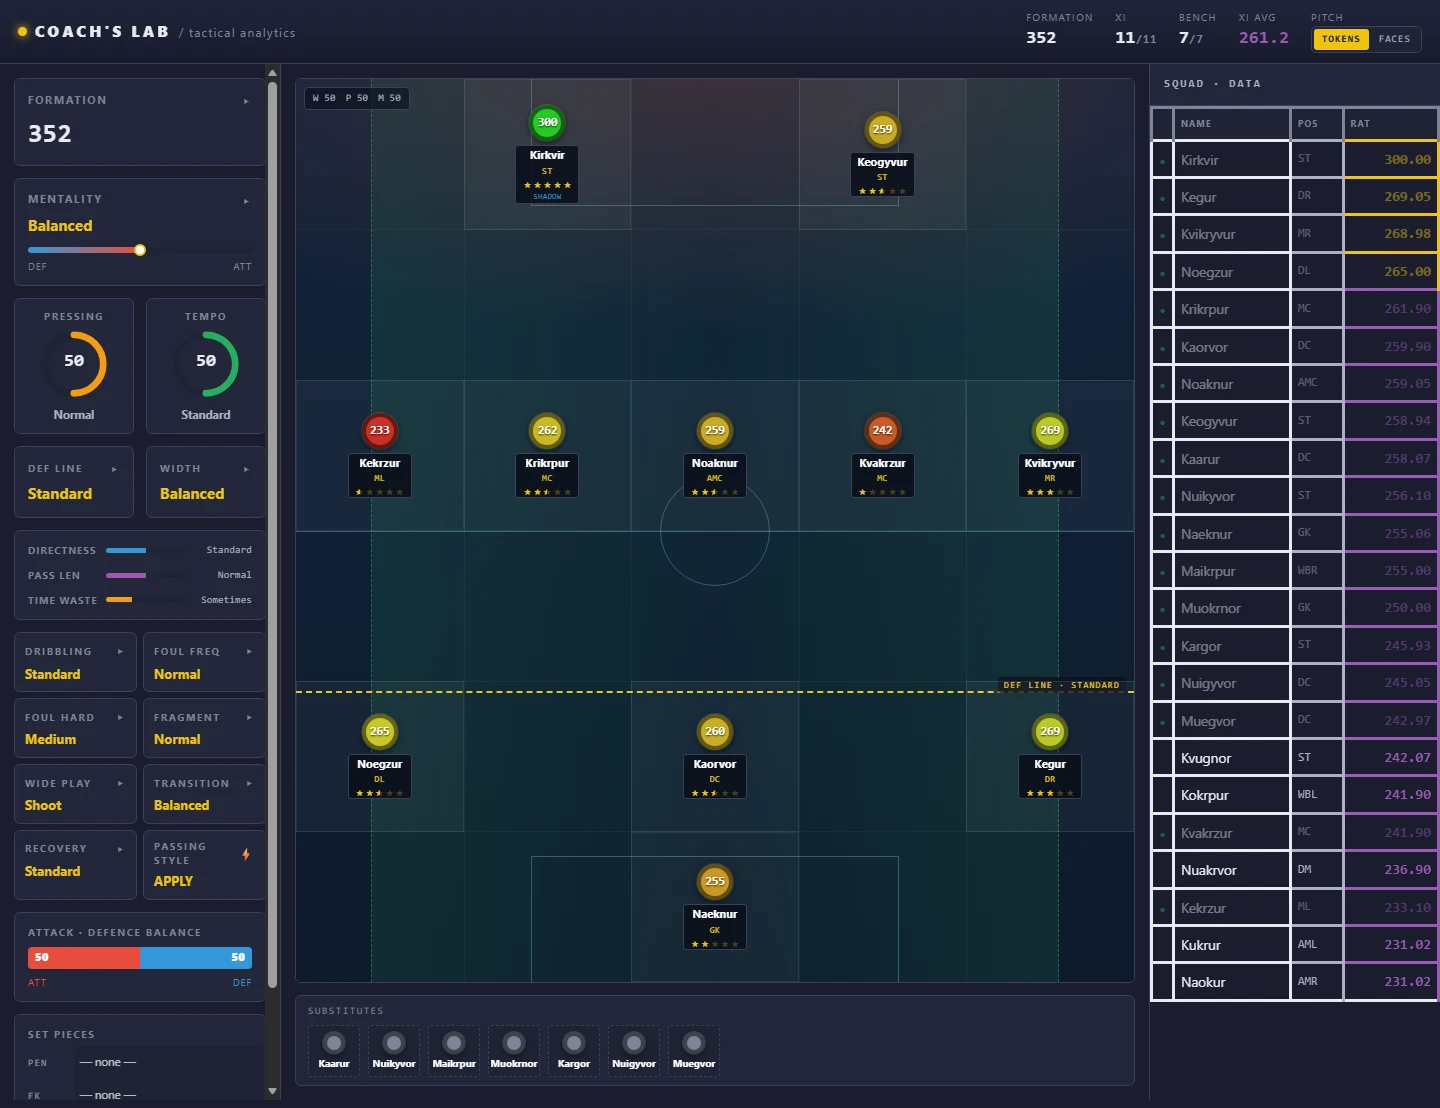 COACH'S LAB / tactical analytics
FORMATION
352
XI
11/11
BENCH
7/7
XI AVG
261.2
PITCH
TOKENS FACES
FORMATION ▸
352
MENTALITY ▸
Balanced
DEF ATT
PRESSING
50
Normal
TEMPO
50
Standard
DEF LINE ▸
Standard
WIDTH ▸
Balanced
DIRECTNESS Standard
PASS LEN Normal
TIME WASTE Sometimes
DRIBBLING ▸
Standard
FOUL FREQ ▸
Normal
FOUL HARD ▸
Medium
FRAGMENT ▸
Normal
WIDE PLAY ▸
Shoot
TRANSITION ▸
Balanced
RECOVERY ▸
Standard
PASSING
STYLE
APPLY
ATTACK · DEFENCE BALANCE
50 50
ATT DEF
SET PIECES
PEN — none —
FK — none —
W 50 P 50 M 50
300
Kirkvir
ST
★★★★★
SHADOW
259
Keogyvur
ST
233
Kekrzur
ML
262
Krikrpur
MC
259
Noaknur
AMC
242
Kvakrzur
MC
269
Kvikryvur
MR
DEF LINE · STANDARD
265
Noegzur
DL
260
Kaorvor
DC
269
Kegur
DR
255
Naeknur
GK
SUBSTITUTES
Kaarur Nuikyvor Maikrpur Muokrnor Kargor Nuigyvor Muegvor
SQUAD · DATA
NAME POS RAT
Kirkvir ST 300.00
Kegur DR 269.05
Kvikryvur MR 268.98
Noegzur DL 265.00
Krikrpur MC 261.90
Kaorvor DC 259.90
Noaknur AMC 259.05
Keogyvur ST 258.94
Kaarur DC 258.07
Nuikyvor ST 256.10
Naeknur GK 255.06
Maikrpur WBR 255.00
Muokrnor GK 250.00
Kargor ST 245.93
Nuigyvor DC 245.05
Muegvor DC 242.97
Kvugnor ST 242.07
Kokrpur WBL 241.90
Kvakrzur MC 241.90
Nuakrvor DM 236.90
Kekrzur ML 233.10
Kukrur AML 231.02
Naokur AMR 231.02